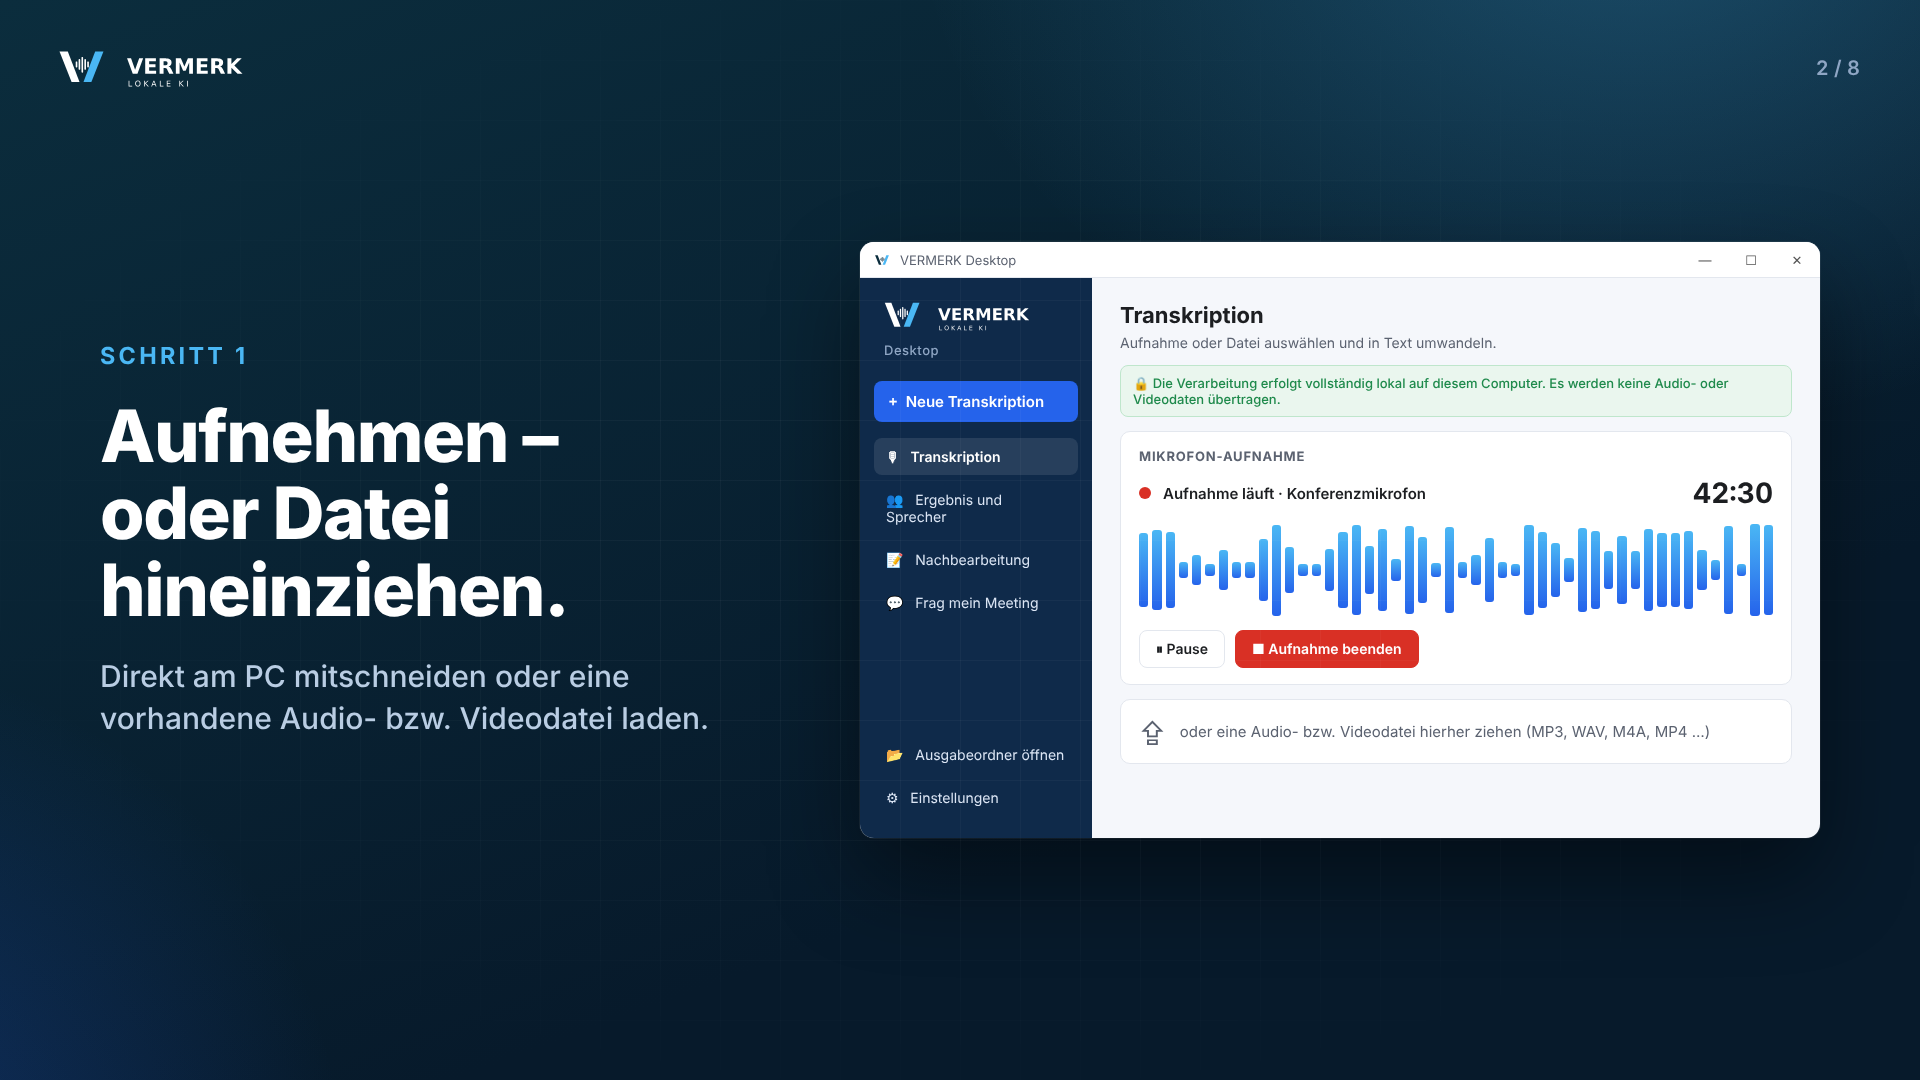 VERMERK
LOKALE KI
2 / 8
SCHRITT 1
Aufnehmen –
oder Datei
hineinziehen.
Direkt am PC mitschneiden oder eine
vorhandene Audio- bzw. Videodatei laden.
VERMERK Desktop
VERMERK
LOKALE KI
Desktop
+ Neue Transkription
Transkription
Ergebnis und
Sprecher
Nachbearbeitung
Frag mein Meeting
Ausgabeordner öffnen
Einstellungen
Transkription
Aufnahme oder Datei auswählen und in Text umwandeln.
Die Verarbeitung erfolgt vollständig lokal auf diesem Computer. Es werden keine Audio- oder
Videodaten übertragen.
MIKROFON-AUFNAHME
Aufnahme läuft · Konferenzmikrofon
42:30
Pause
Aufnahme beenden
oder eine Audio- bzw. Videodatei hierher ziehen (MP3, WAV, M4A, MP4 …)